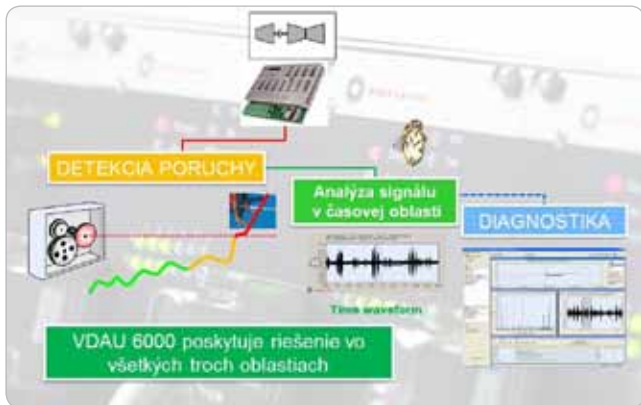 DETEKCIA PORUCHY
Analýza signálu
v časovej oblasti
DIAGNOSTIKA
Time waveform
VDAU 6000 poskytuje riešenie vo
všetkých troch oblastiach